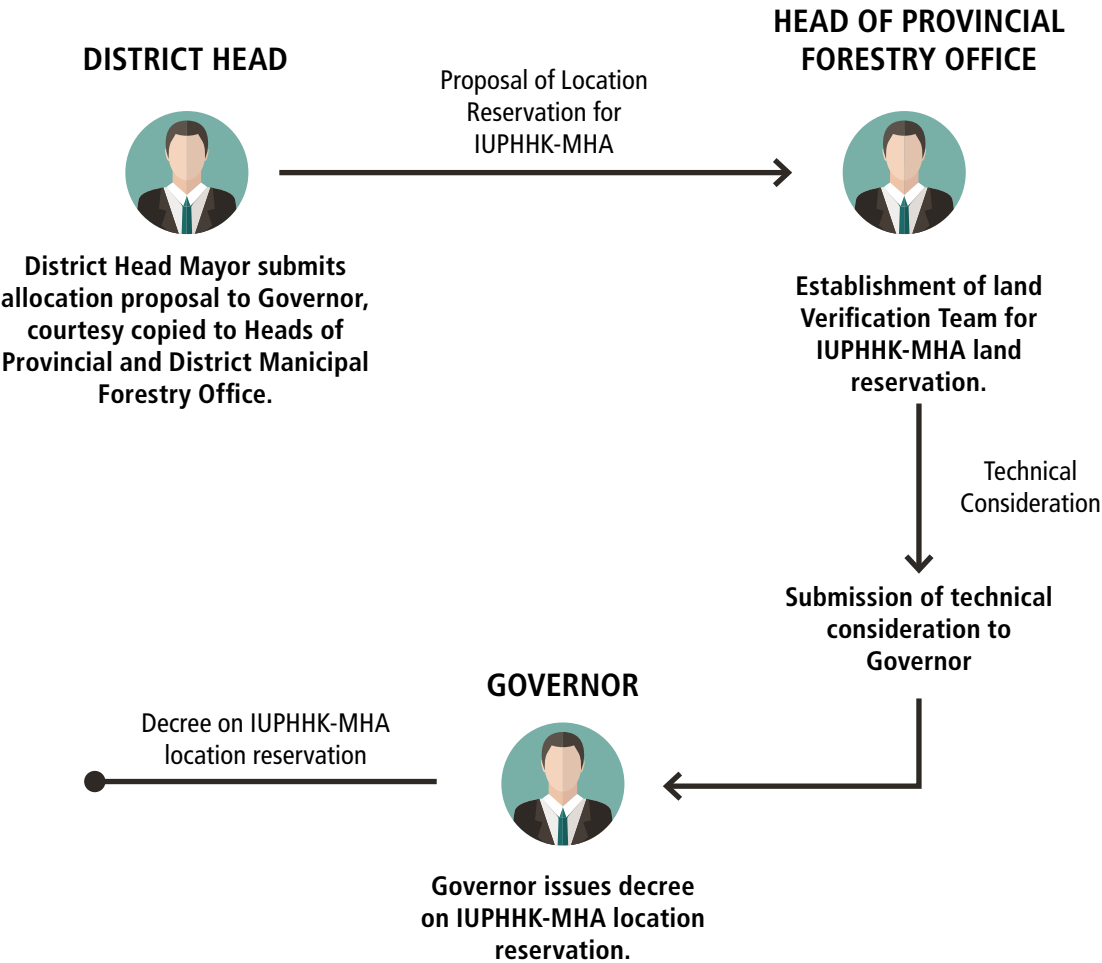 DISTRICT HEAD
District Head Mayor submits
allocation proposal to Governor,
courtesy copied to Heads of
Provincial and District Manicipal
Forestry Office.
Proposal of Location
Reservation for
IUPHHK-MHA
HEAD OF PROVINCIAL
FORESTRY OFFICE
Establishment of land
Verification Team for
IUPHHK-MHA land
reservation.
Technical
Consideration
Submission of technical
consideration to
Governor
GOVERNOR
Governor issues decree
on IUPHHK-MHA location
reservation.
Decree on IUPHHK-MHA
location reservation